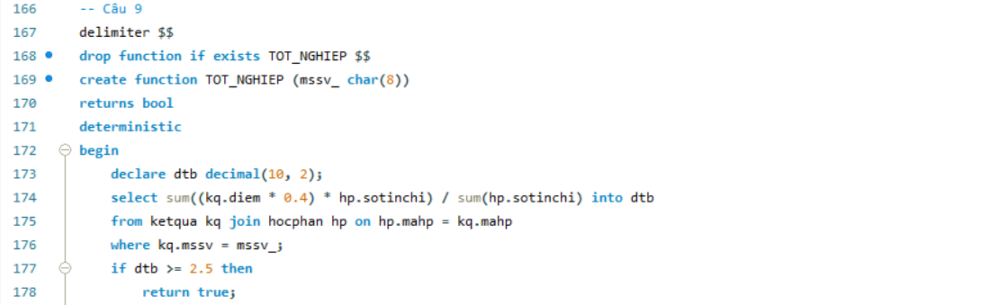 166 -- Câu 9
167 delimiter $$
168 drop function if exists TOT_NGHIEP $$
169 create function TOT_NGHIEP (mssv_ char(8))
170 returns bool
171 deterministic
172 begin
173 declare dtb decimal(10, 2);
174 select sum((kq.diem * 0.4) * hp.sotinchi) / sum(hp.sotinchi) into dtb
175 from ketqua kq join hocphan hp on hp.mahp = kq.mahp
176 where kq.mssv = mssv_;
177 if dtb >= 2.5 then
178 return true;